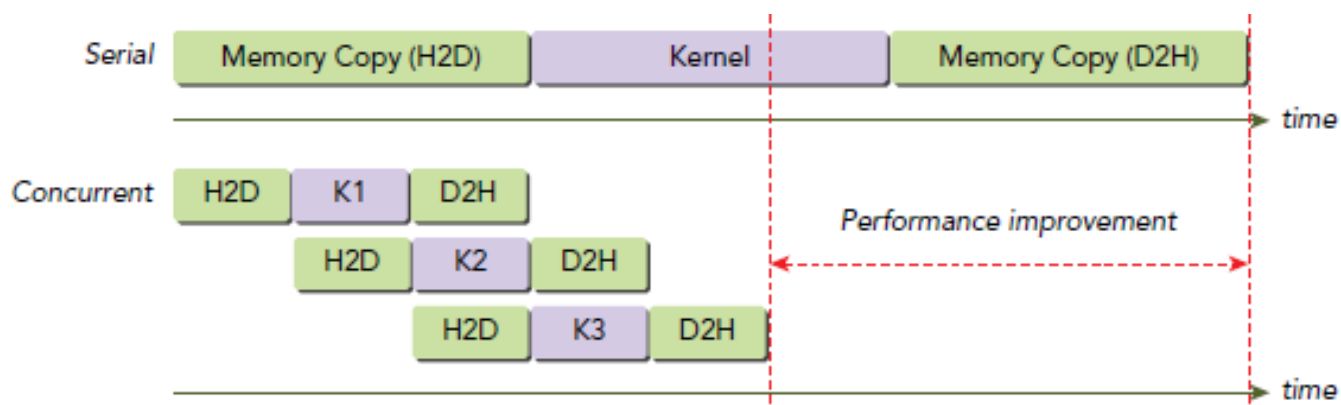 Serial Memory Copy (H2D) Kernel Memory Copy (D2H)
time
Concurrent H2D K1 D2H
Performance improvement
H2D K2 D2H
H2D K3 D2H
time